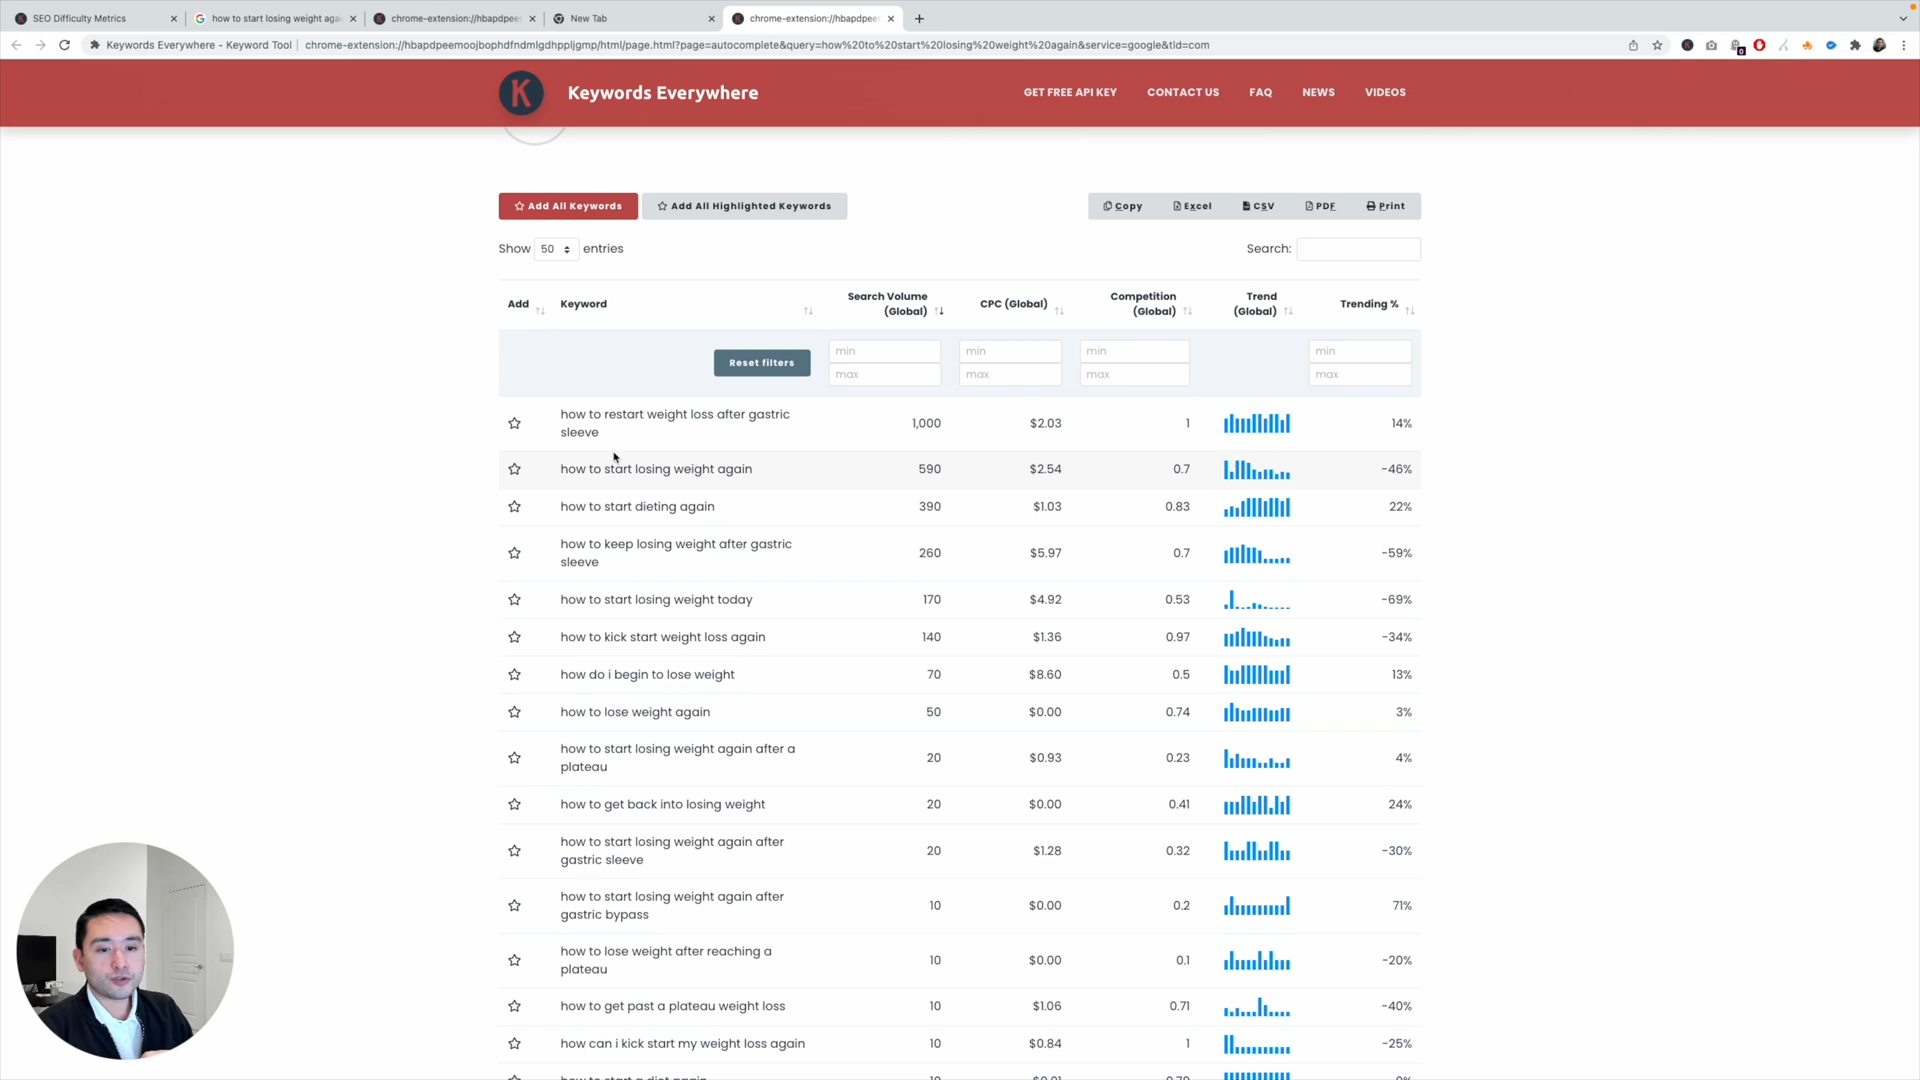 SEO Difficulty Metrics
how to start losing weight aga
chrome-extension://hbapdpee
New Tab
chrome-extension://hbapdpee
Keywords Everywhere - Keyword Tool
chrome-extension://hbapdpeemoojbophdfndmlgdhppljgmp/html/page.html?page=autocomplete&query=how%20to%20start%20losing%20weight%20again&service=google&tld=com
K
Keywords Everywhere
GET FREE API KEY
CONTACT US
FAQ
NEWS
VIDEOS
Add All Keywords
Add All Highlighted Keywords
Copy
Excel
CSV
PDF
Print
Show 50 entries
Search:
Add
Keyword
Search Volume (Global)
CPC (Global)
Competition (Global)
Trend (Global)
Trending %
Reset filters
min
max
min
max
min
max
min
max
how to restart weight loss after gastric sleeve 1,000 $2.03 1 14%
how to start losing weight again 590 $2.54 0.7 -46%
how to start dieting again 390 $1.03 0.83 22%
how to keep losing weight after gastric sleeve 260 $5.97 0.7 -59%
how to start losing weight today 170 $4.92 0.53 -69%
how to kick start weight loss again 140 $1.36 0.97 -34%
how do i begin to lose weight 70 $8.60 0.5 13%
how to lose weight again 50 $0.00 0.74 3%
how to start losing weight again after a plateau 20 $0.93 0.23 4%
how to get back into losing weight 20 $0.00 0.41 24%
how to start losing weight again after gastric sleeve 20 $1.28 0.32 -30%
how to start losing weight again after gastric bypass 10 $0.00 0.2 71%
how to lose weight after reaching a plateau 10 $0.00 0.1 -20%
how to get past a plateau weight loss 10 $1.06 0.71 -40%
how can i kick start my weight loss again 10 $0.84 1 -25%